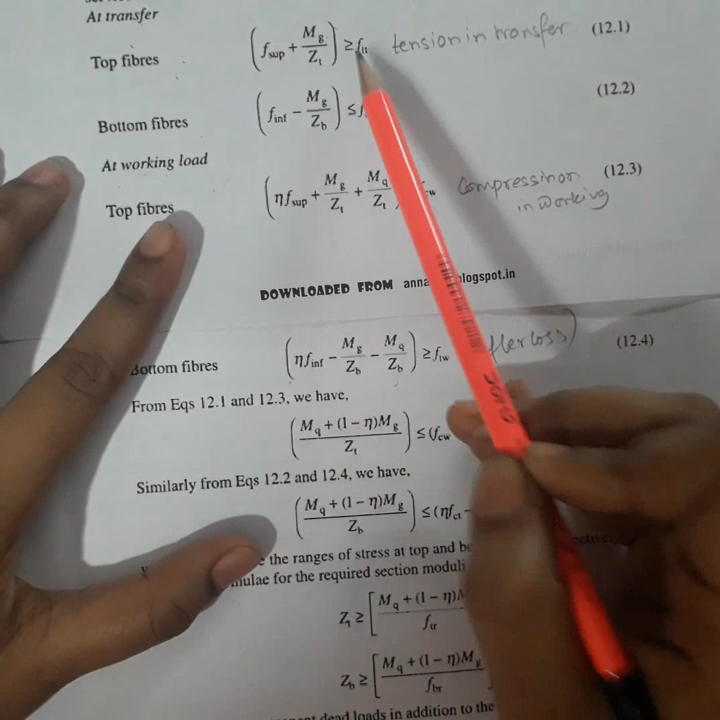 At transfer
Top fibres (f_sup + M_g/Z_t) ≥ f_tt tension in transfer (12.1)
Bottom fibres (f_inf − M_g/Z_b) ≤ f (12.2)
At working load
Top fibres (ηf_sup + M_g/Z_t + M_q/Z_t) cw Compression in working (12.3)
DOWNLOADED FROM anna logspot.in
Bottom fibres (ηf_inf − M_g/Z_b − M_q/Z_b) ≥ f_tw loss) (12.4)
From Eqs 12.1 and 12.3, we have,
((M_q + (1 − η)M_g)/Z_t) ≤ (f_cw
Similarly from Eqs 12.2 and 12.4, we have,
((M_q + (1 − η)M_g)/Z_b) ≤ (ηf_ct −
the ranges of stress at top and b
mulae for the required section moduli
Z_t ≥ [(M_q + (1 − η)M)/f_tr
Z_b ≥ [(M_q + (1 − η)M_g)/f_br
dead loads in addition to the